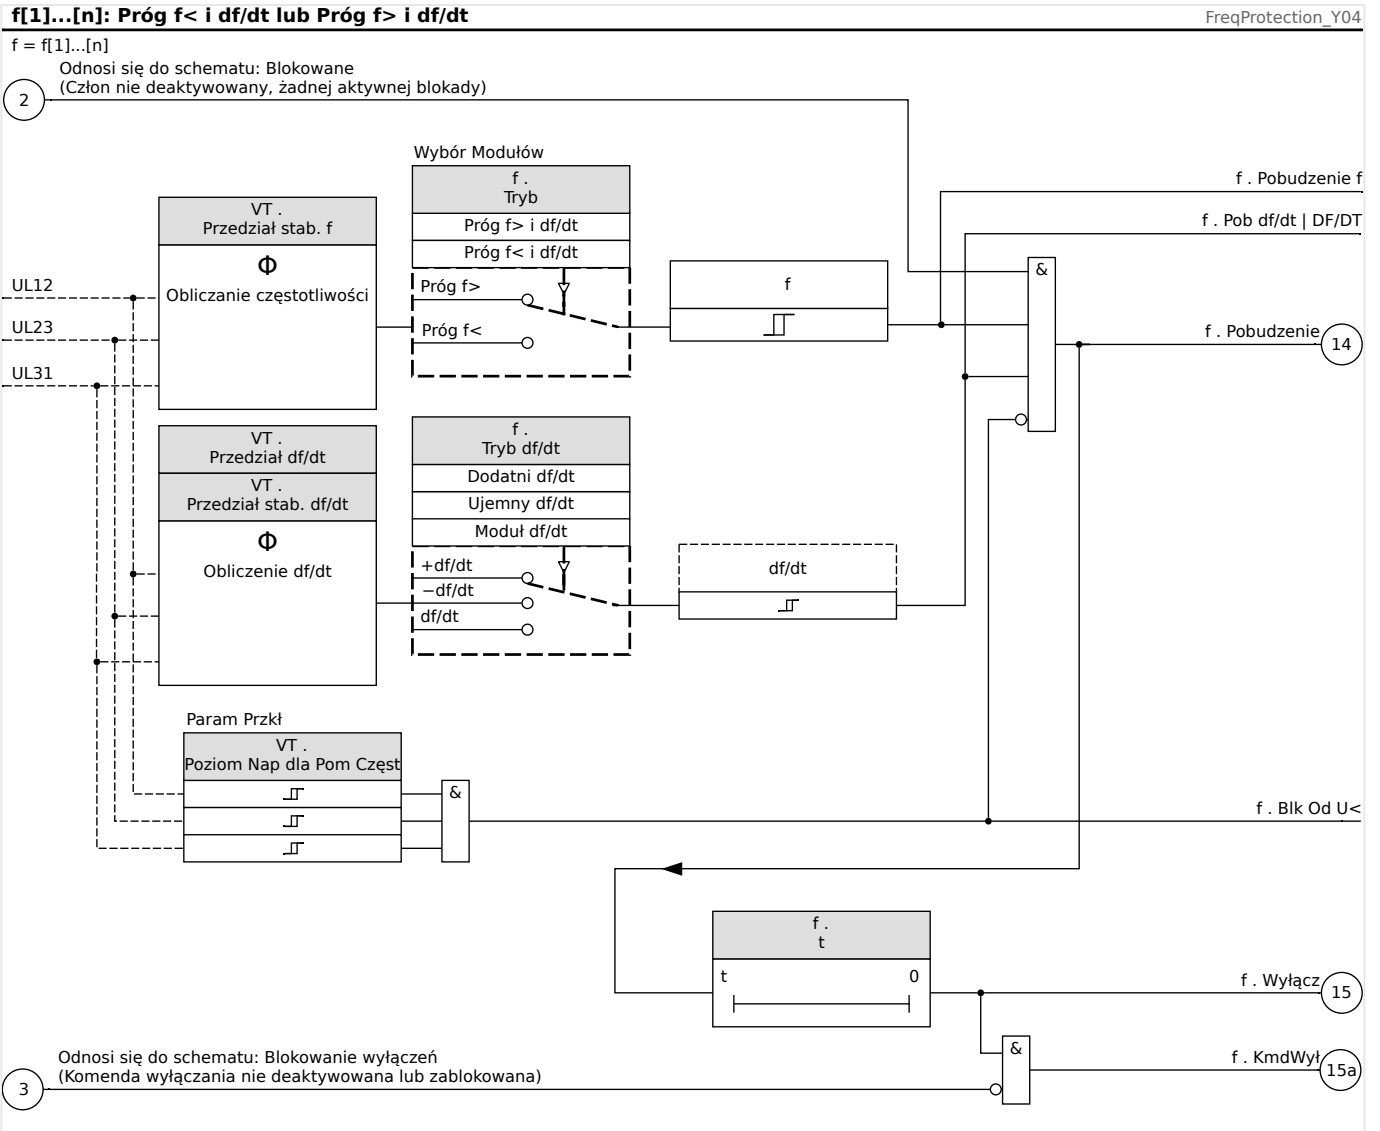 f[1]...[n]: Próg f< i df/dt lub Próg f> i df/dt
FreqProtection_Y04
f = f[1]...[n]
Odnosi się do schematu: Blokowane
(Człon nie deaktywowany, żadnej aktywnej blokady)
2
Wybór Modułów
f .
Tryb
Próg f> i df/dt
Próg f< i df/dt
Próg f>
Próg f<
VT .
Przedział stab. f
Φ
Obliczanie częstotliwości
UL12
UL23
UL31
f
f . Pobudzenie f
f . Pob df/dt | DF/DT
&
f . Pobudzenie
14
VT .
Przedział df/dt
VT .
Przedział stab. df/dt
Φ
Obliczenie df/dt
f .
Tryb df/dt
Dodatni df/dt
Ujemny df/dt
Moduł df/dt
+df/dt
−df/dt
df/dt
df/dt
Param Przkł
VT .
Poziom Nap dla Pom Częst
&
f . Blk Od U<
f .
t
t
0
f . Wyłącz
15
Odnosi się do schematu: Blokowanie wyłączeń
(Komenda wyłączania nie deaktywowana lub zablokowana)
3
&
f . KmdWył
15a